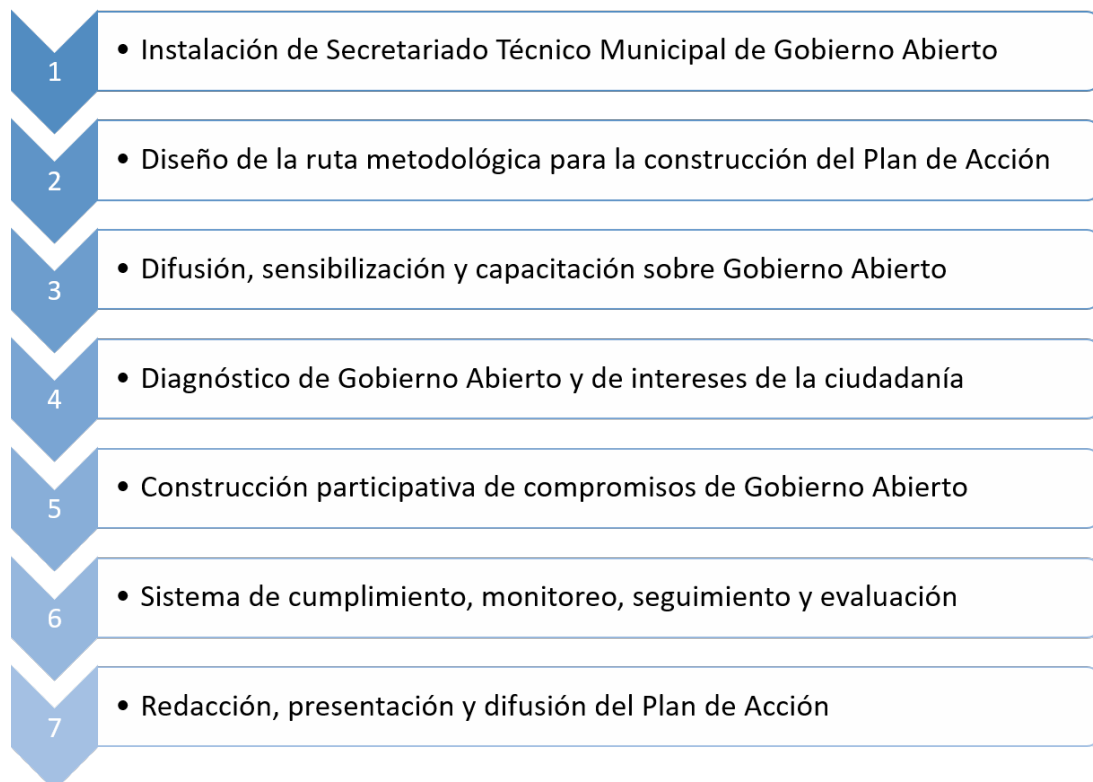 1
• Instalación de Secretariado Técnico Municipal de Gobierno Abierto
2
• Diseño de la ruta metodológica para la construcción del Plan de Acción
3
• Difusión, sensibilización y capacitación sobre Gobierno Abierto
4
• Diagnóstico de Gobierno Abierto y de intereses de la ciudadanía
5
• Construcción participativa de compromisos de Gobierno Abierto
6
• Sistema de cumplimiento, monitoreo, seguimiento y evaluación
7
• Redacción, presentación y difusión del Plan de Acción